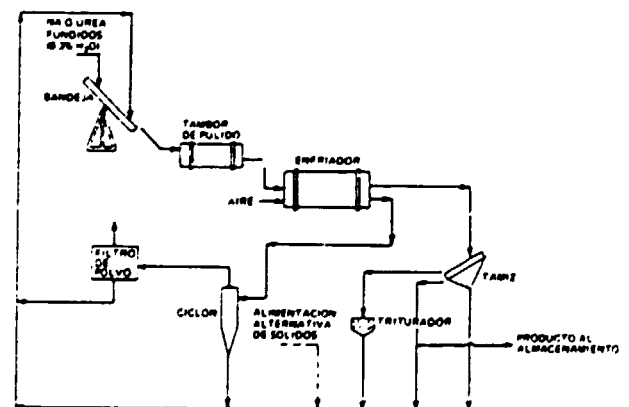 NA O UREA
FUNDIDOS
BANDEJA
TAMBOR
DE PULIDO
ENFRIADOR
AIRE
FILTRO
DE
POLVO
CICLON
ALIMENTACION
ALTERNATIVA
DE SOLIDOS
TRITURADOR
TAMIZ
PRODUCTO AL
ALMACENAMIENTO